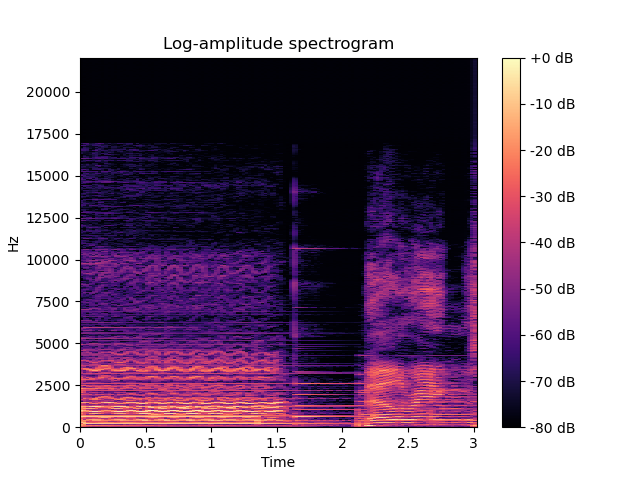 Log-amplitude spectrogram
20000
17500
15000
12500
10000
7500
5000
2500
0
Hz
0
0.5
1
1.5
2
2.5
3
Time
+0 dB
-10 dB
-20 dB
-30 dB
-40 dB
-50 dB
-60 dB
-70 dB
-80 dB